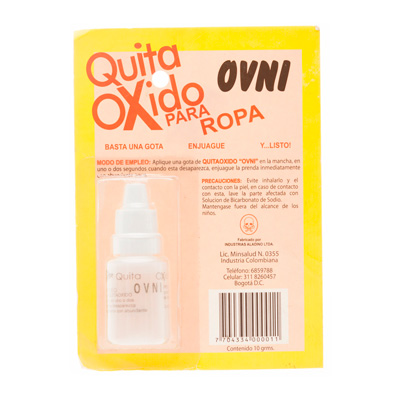 Quita
OXido
PARA
ROPA
OVNI
BASTA UNA GOTA ENJUAGUE Y...LISTO!
MODO DE EMPLEO: Aplique una gota de QUITAOXIDO "OVNI" en la mancha, en
uno o dos segundos cuando esta desaparezca, enjuague la prenda inmediatamente
PRECAUCIONES: Evite inhalarlo y el
contacto con la piel, en caso de contacto
con esta, lave la parte afectada con
Solucion de Bicarbonato de Sodio.
Mantengase fuera del alcance de los
niños.
Fabricado por
INDUSTRIAS ALKORIO LTDA.
Lic. Minsalud N. 0355
Industria Colombiana
Teléfono: 6859788
Celular: 311 8260457
Bogotá D.C.
Quita
OVNI
7704334000011
Contenido 10 grms.